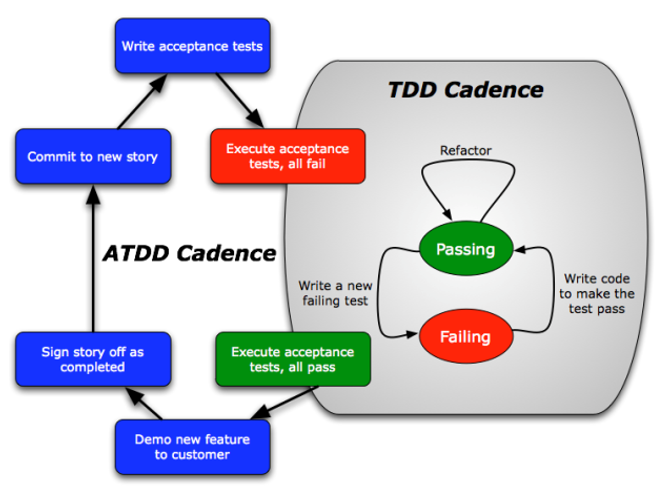 Write acceptance tests
TDD Cadence
Commit to new story
Execute acceptance
tests, all fail
Refactor
Passing
ATDD Cadence
Write a new
failing test
Write code
to make the
test pass
Failing
Sign story off as
completed
Execute acceptance
tests, all pass
Demo new feature
to customer